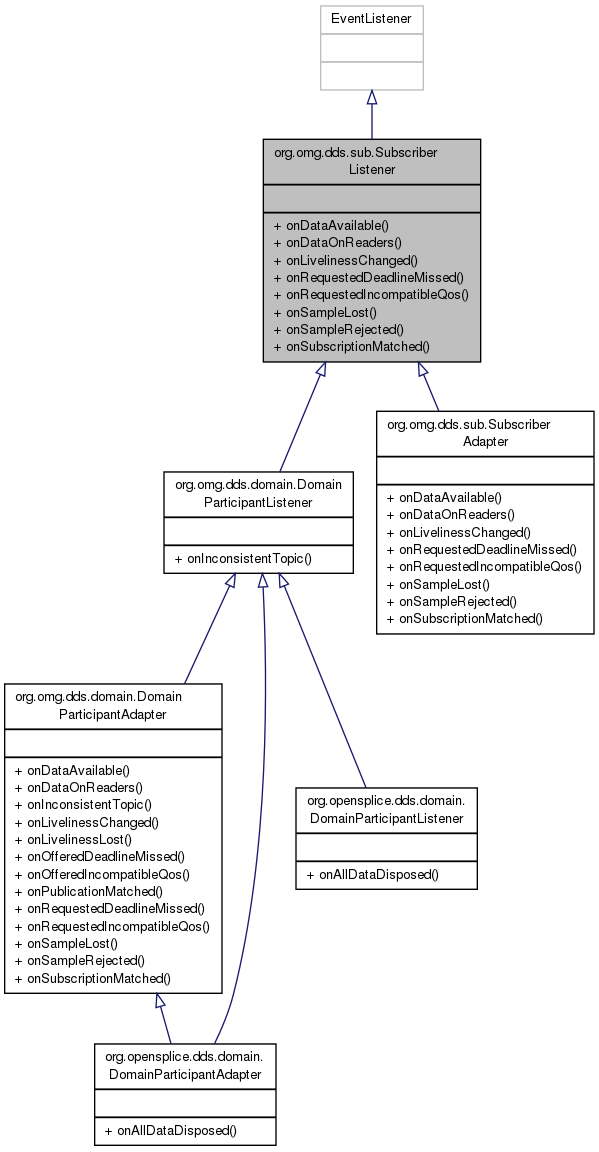 EventListener
org.omg.dds.sub.Subscriber
Listener
+ onDataAvailable()
+ onDataOnReaders()
+ onLivelinessChanged()
+ onRequestedDeadlineMissed()
+ onRequestedIncompatibleQos()
+ onSampleLost()
+ onSampleRejected()
+ onSubscriptionMatched()
org.omg.dds.sub.Subscriber
Adapter
+ onDataAvailable()
+ onDataOnReaders()
+ onLivelinessChanged()
+ onRequestedDeadlineMissed()
+ onRequestedIncompatibleQos()
+ onSampleLost()
+ onSampleRejected()
+ onSubscriptionMatched()
org.omg.dds.domain.Domain
ParticipantListener
+ onInconsistentTopic()
org.omg.dds.domain.Domain
ParticipantAdapter
+ onDataAvailable()
+ onDataOnReaders()
+ onInconsistentTopic()
+ onLivelinessChanged()
+ onLivelinessLost()
+ onOfferedDeadlineMissed()
+ onOfferedIncompatibleQos()
+ onPublicationMatched()
+ onRequestedDeadlineMissed()
+ onRequestedIncompatibleQos()
+ onSampleLost()
+ onSampleRejected()
+ onSubscriptionMatched()
org.opensplice.dds.domain.
DomainParticipantListener
+ onAllDataDisposed()
org.opensplice.dds.domain.
DomainParticipantAdapter
+ onAllDataDisposed()